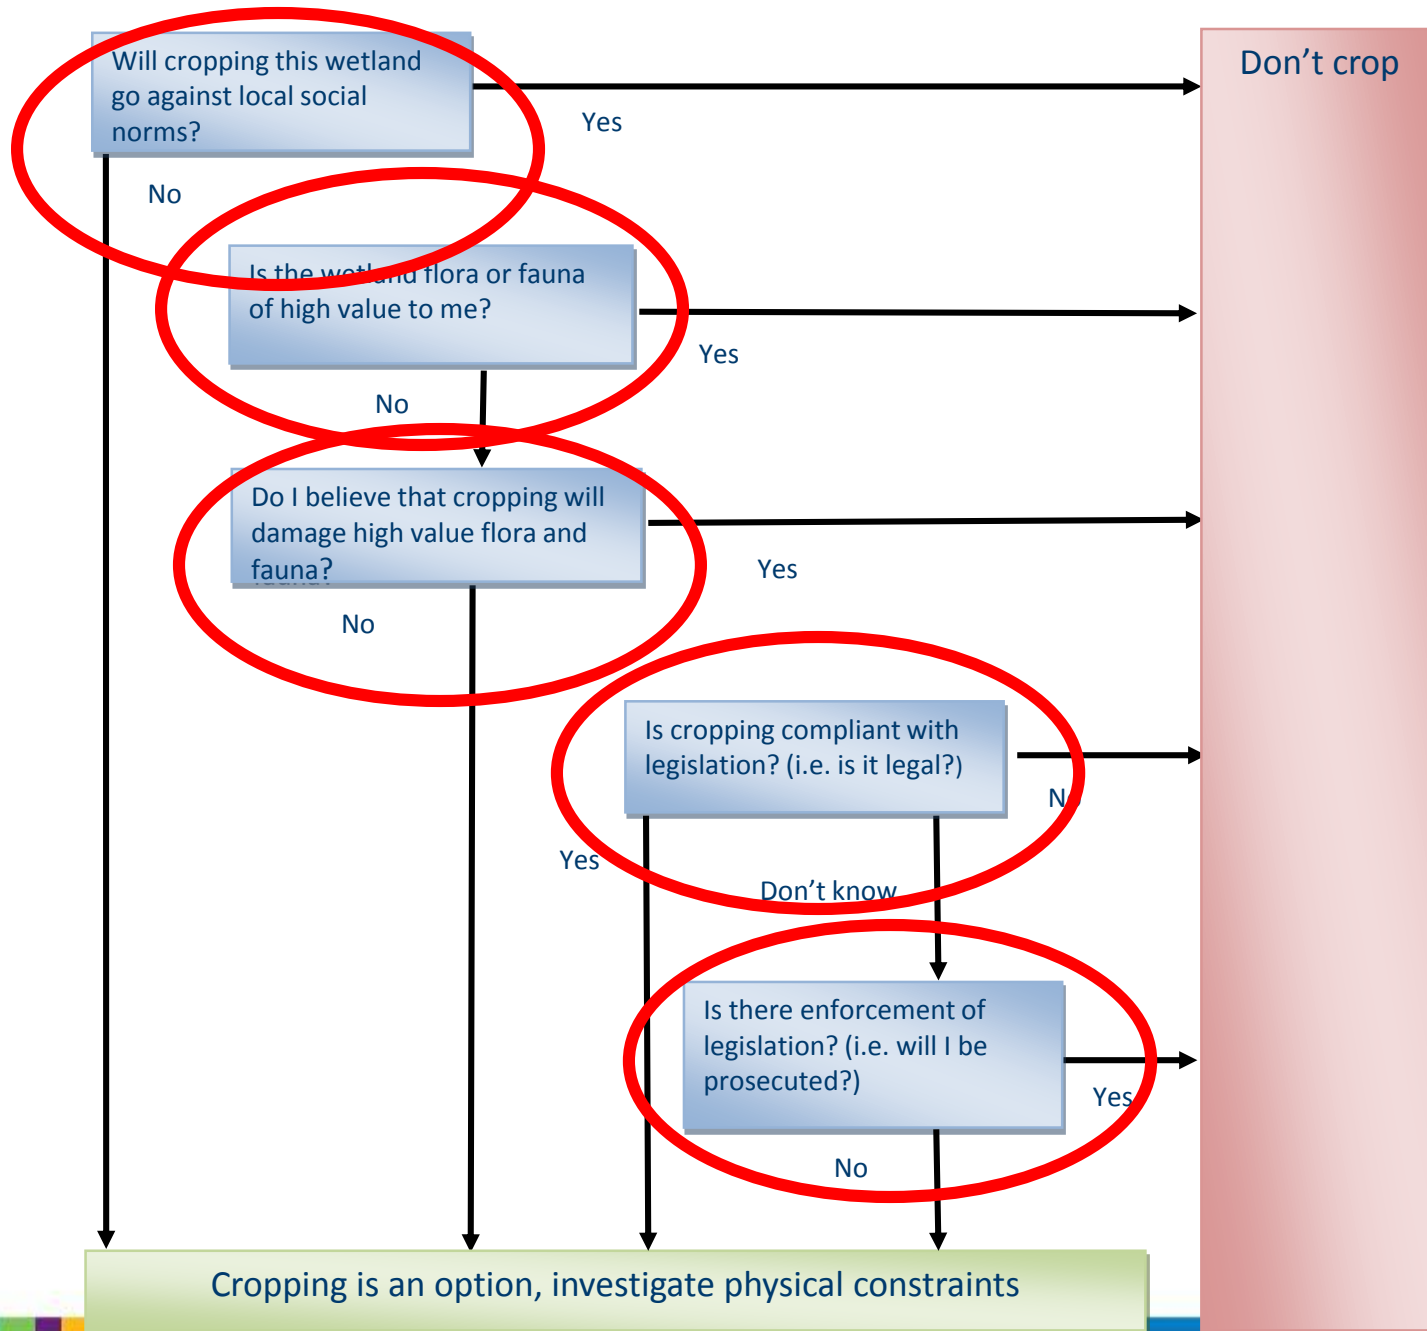 Will cropping this wetland
go against local social
norms?
Don’t crop
Yes
No
Is the wetland flora or fauna
of high value to me?
Yes
No
Do I believe that cropping will
damage high value flora and
fauna?
Yes
No
Is cropping compliant with
legislation? (i.e. is it legal?)
No
Yes
Don’t know
Is there enforcement of
legislation? (i.e. will I be
prosecuted?)
Yes
No
Cropping is an option, investigate physical constraints